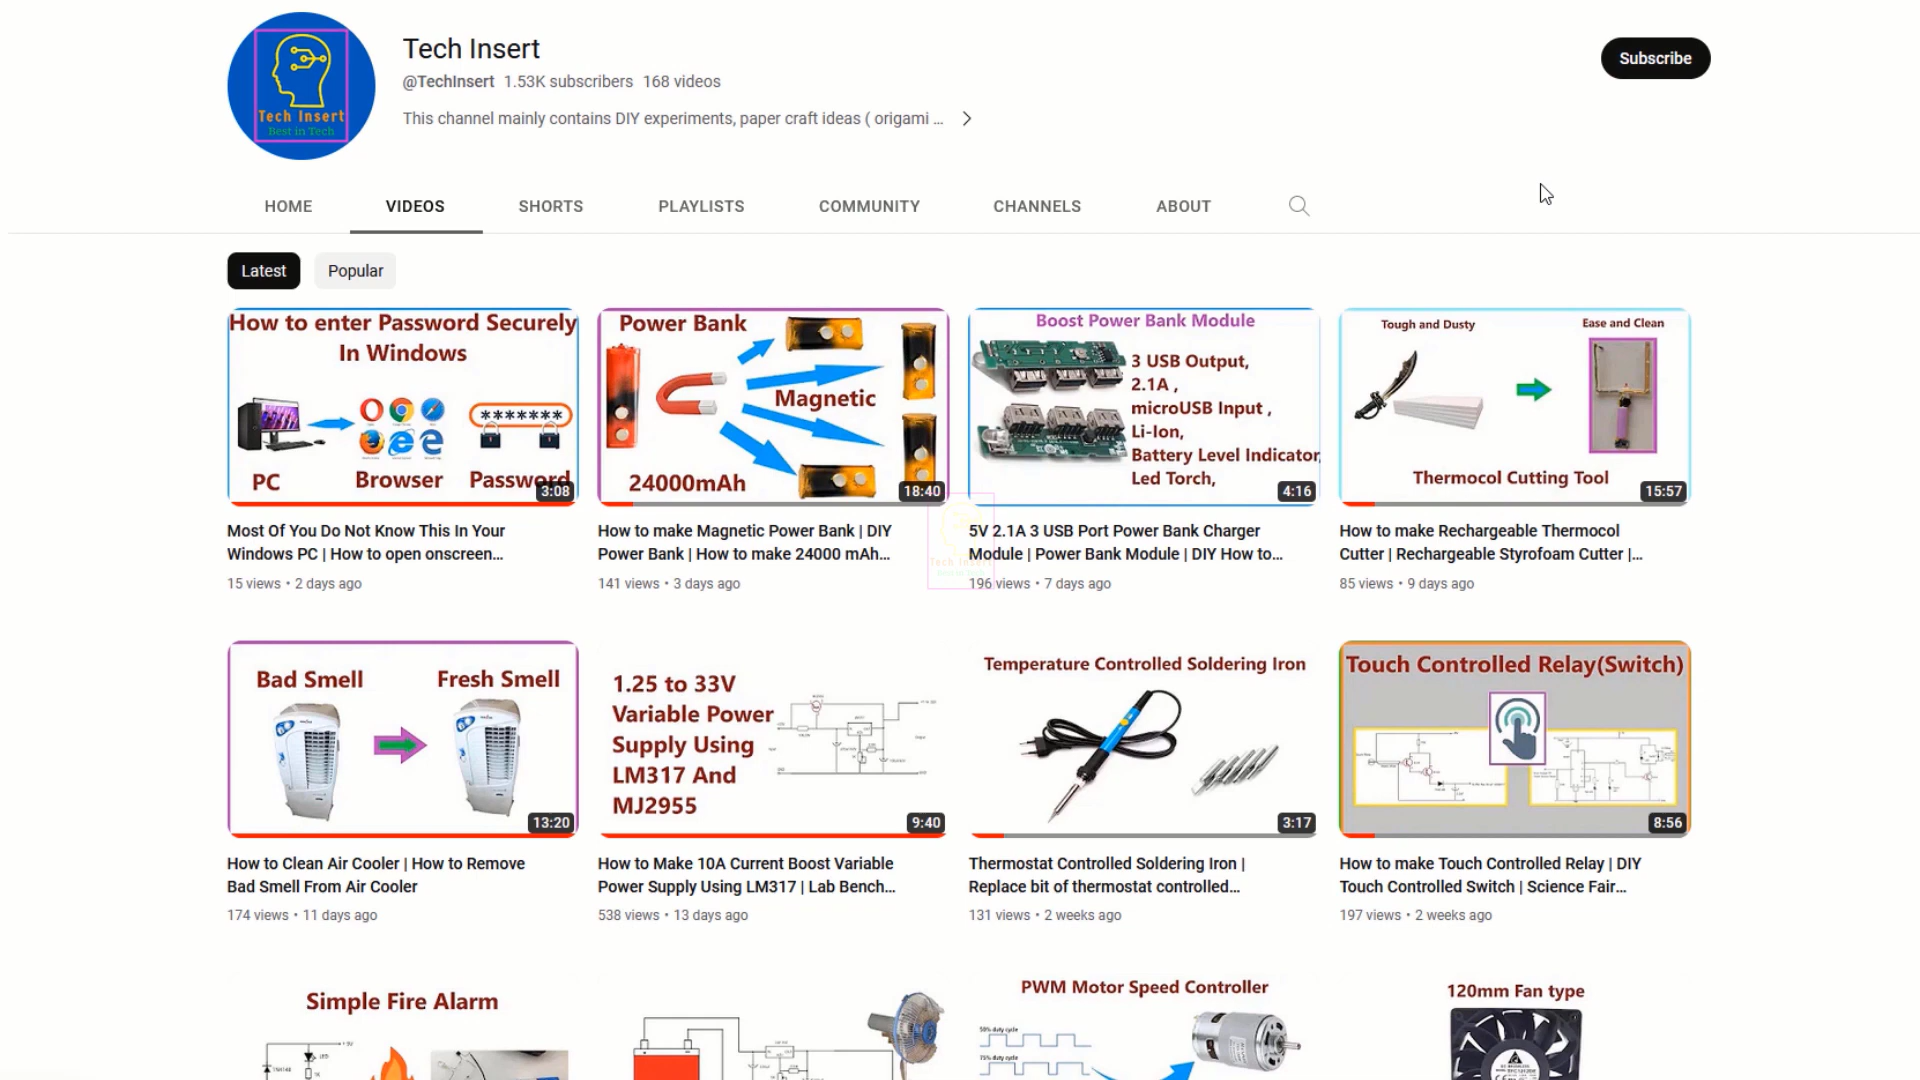 Tech Insert
Best in Tech
Tech Insert
@TechInsert 1.53K subscribers 168 videos
This channel mainly contains DIY experiments, paper craft ideas ( origami ...
Subscribe
HOME VIDEOS SHORTS PLAYLISTS COMMUNITY CHANNELS ABOUT
Latest Popular
How to enter Password Securely
In Windows
*******
PC Browser Password
3:08
Power Bank
Magnetic
24000mAh
18:40
Boost Power Bank Module
3 USB Output,
2.1A ,
microUSB Input ,
Li-Ion,
Battery Level Indicator,
Led Torch,
4:16
Tough and Dusty
Ease and Clean
Thermocol Cutting Tool
15:57
Most Of You Do Not Know This In Your
Windows PC | How to open onscreen...
15 views • 2 days ago
How to make Magnetic Power Bank | DIY
Power Bank | How to make 24000 mAh...
141 views • 3 days ago
5V 2.1A 3 USB Port Power Bank Charger
Module | Power Bank Module | DIY How to...
196 views • 7 days ago
Tech Insert
How to make Rechargeable Thermocol
Cutter | Rechargeable Styrofoam Cutter |...
85 views • 9 days ago
Bad Smell
Fresh Smell
13:20
1.25 to 33V
Variable Power
Supply Using
LM317 And
MJ2955
9:40
Temperature Controlled Soldering Iron
3:17
Touch Controlled Relay(Switch)
8:56
How to Clean Air Cooler | How to Remove
Bad Smell From Air Cooler
174 views • 11 days ago
How to Make 10A Current Boost Variable
Power Supply Using LM317 | Lab Bench...
538 views • 13 days ago
Thermostat Controlled Soldering Iron |
Replace bit of thermostat controlled...
131 views • 2 weeks ago
How to make Touch Controlled Relay | DIY
Touch Controlled Switch | Science Fair...
197 views • 2 weeks ago
Simple Fire Alarm
LED
PWM Motor Speed Controller
50% duty cycle
75% duty cycle
120mm Fan type